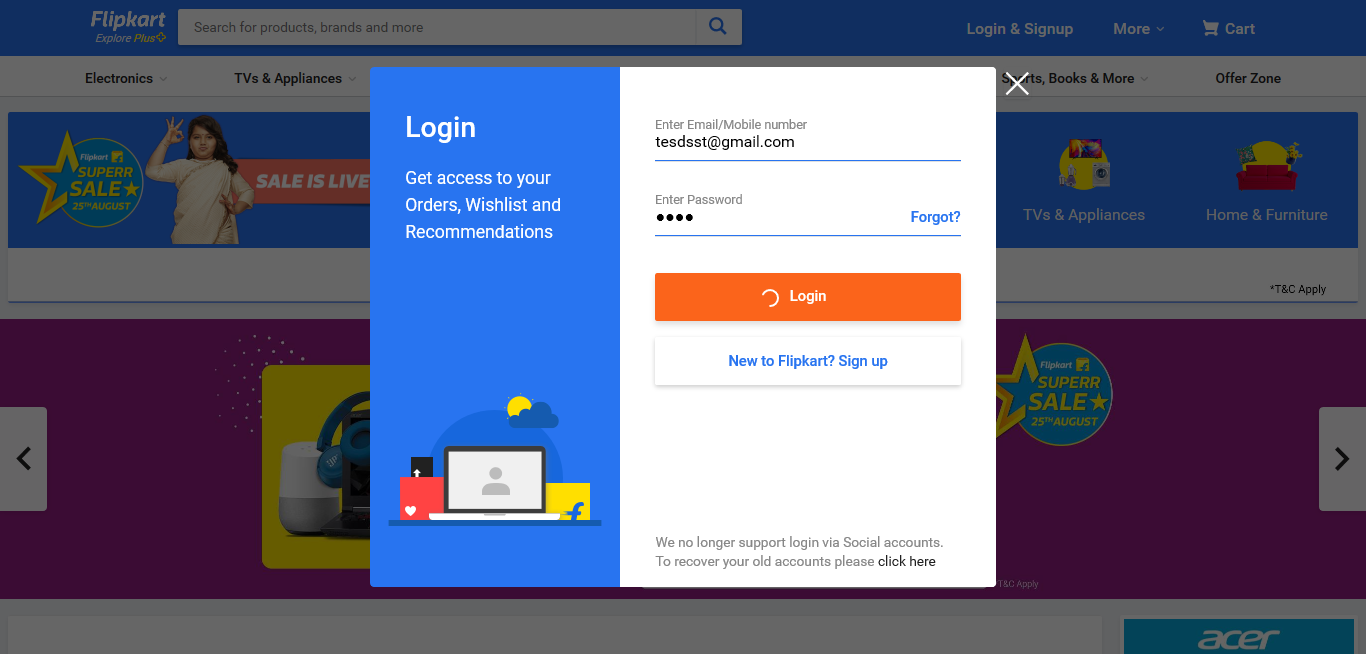 Flipkart
Explore Plus
Search for products, brands and more
Login & Signup
More
Cart
Electronics
TVs & Appliances
Sports, Books & More
Offer Zone
Flipkart
SUPERR
SALE
25TH AUGUST
SALE IS LIVE
TVs & Appliances
Home & Furniture
*T&C Apply
Login
Get access to your
Orders, Wishlist and
Recommendations
Enter Email/Mobile number
tesdsst@gmail.com
Enter Password
Forgot?
Login
New to Flipkart? Sign up
We no longer support login via Social accounts.
To recover your old accounts please click here
Flipkart
SUPERR
SALE
25TH AUGUST
T&C Apply
acer